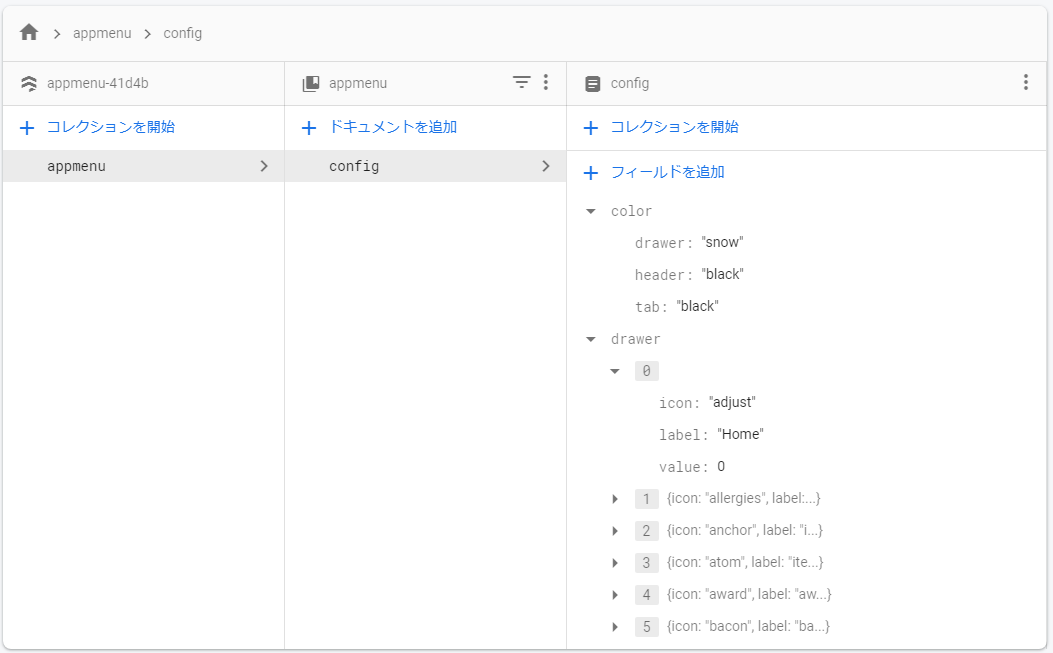 appmenu > config
appmenu-41d4b
コレクションを開始
appmenu
appmenu
ドキュメントを追加
config
config
コレクションを開始
フィールドを追加
color
drawer: "snow"
header: "black"
tab: "black"
drawer
0
icon: "adjust"
label: "Home"
value: 0
1 {icon: "allergies", label:...}
2 {icon: "anchor", label: "i...}
3 {icon: "atom", label: "ite...}
4 {icon: "award", label: "aw...}
5 {icon: "bacon", label: "ba...}